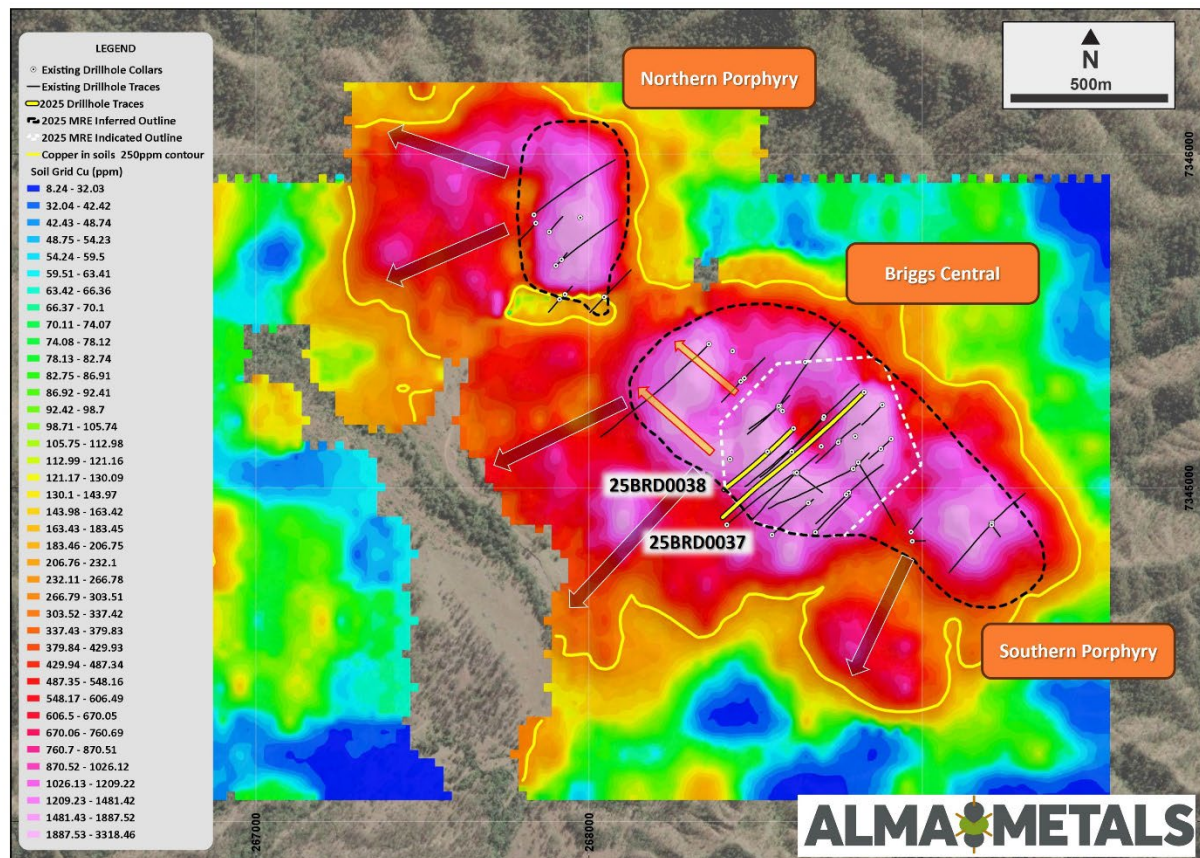 LEGEND
Existing Drillhole Collars
Existing Drillhole Traces
2025 Drillhole Traces
2025 MRE Inferred Outline
2025 MRE Indicated Outline
Copper in soils 250ppm contour
Soil Grid Cu (ppm)
8.24 - 32.03
32.04 - 42.42
42.43 - 48.74
48.75 - 54.23
54.24 - 59.5
59.51 - 63.41
63.42 - 66.36
66.37 - 70.1
70.11 - 74.07
74.08 - 78.12
78.13 - 82.74
82.75 - 86.91
86.92 - 92.41
92.42 - 98.7
98.71 - 105.74
105.75 - 112.98
112.99 - 121.16
121.17 - 130.09
130.1 - 143.97
143.98 - 163.42
163.43 - 183.45
183.46 - 206.75
206.76 - 232.1
232.11 - 266.78
266.79 - 303.51
303.52 - 337.42
337.43 - 379.83
379.84 - 429.93
429.94 - 487.34
487.35 - 548.16
548.17 - 606.49
606.5 - 670.05
670.06 - 760.69
760.7 - 870.51
870.52 - 1026.12
1026.13 - 1209.22
1209.23 - 1481.42
1481.43 - 1887.52
1887.53 - 3318.46
Northern Porphyry
N
500m
7346000
Briggs Central
25BRD0038
7345000
25BRD0037
Southern Porphyry
267000
268000
ALMA METALS